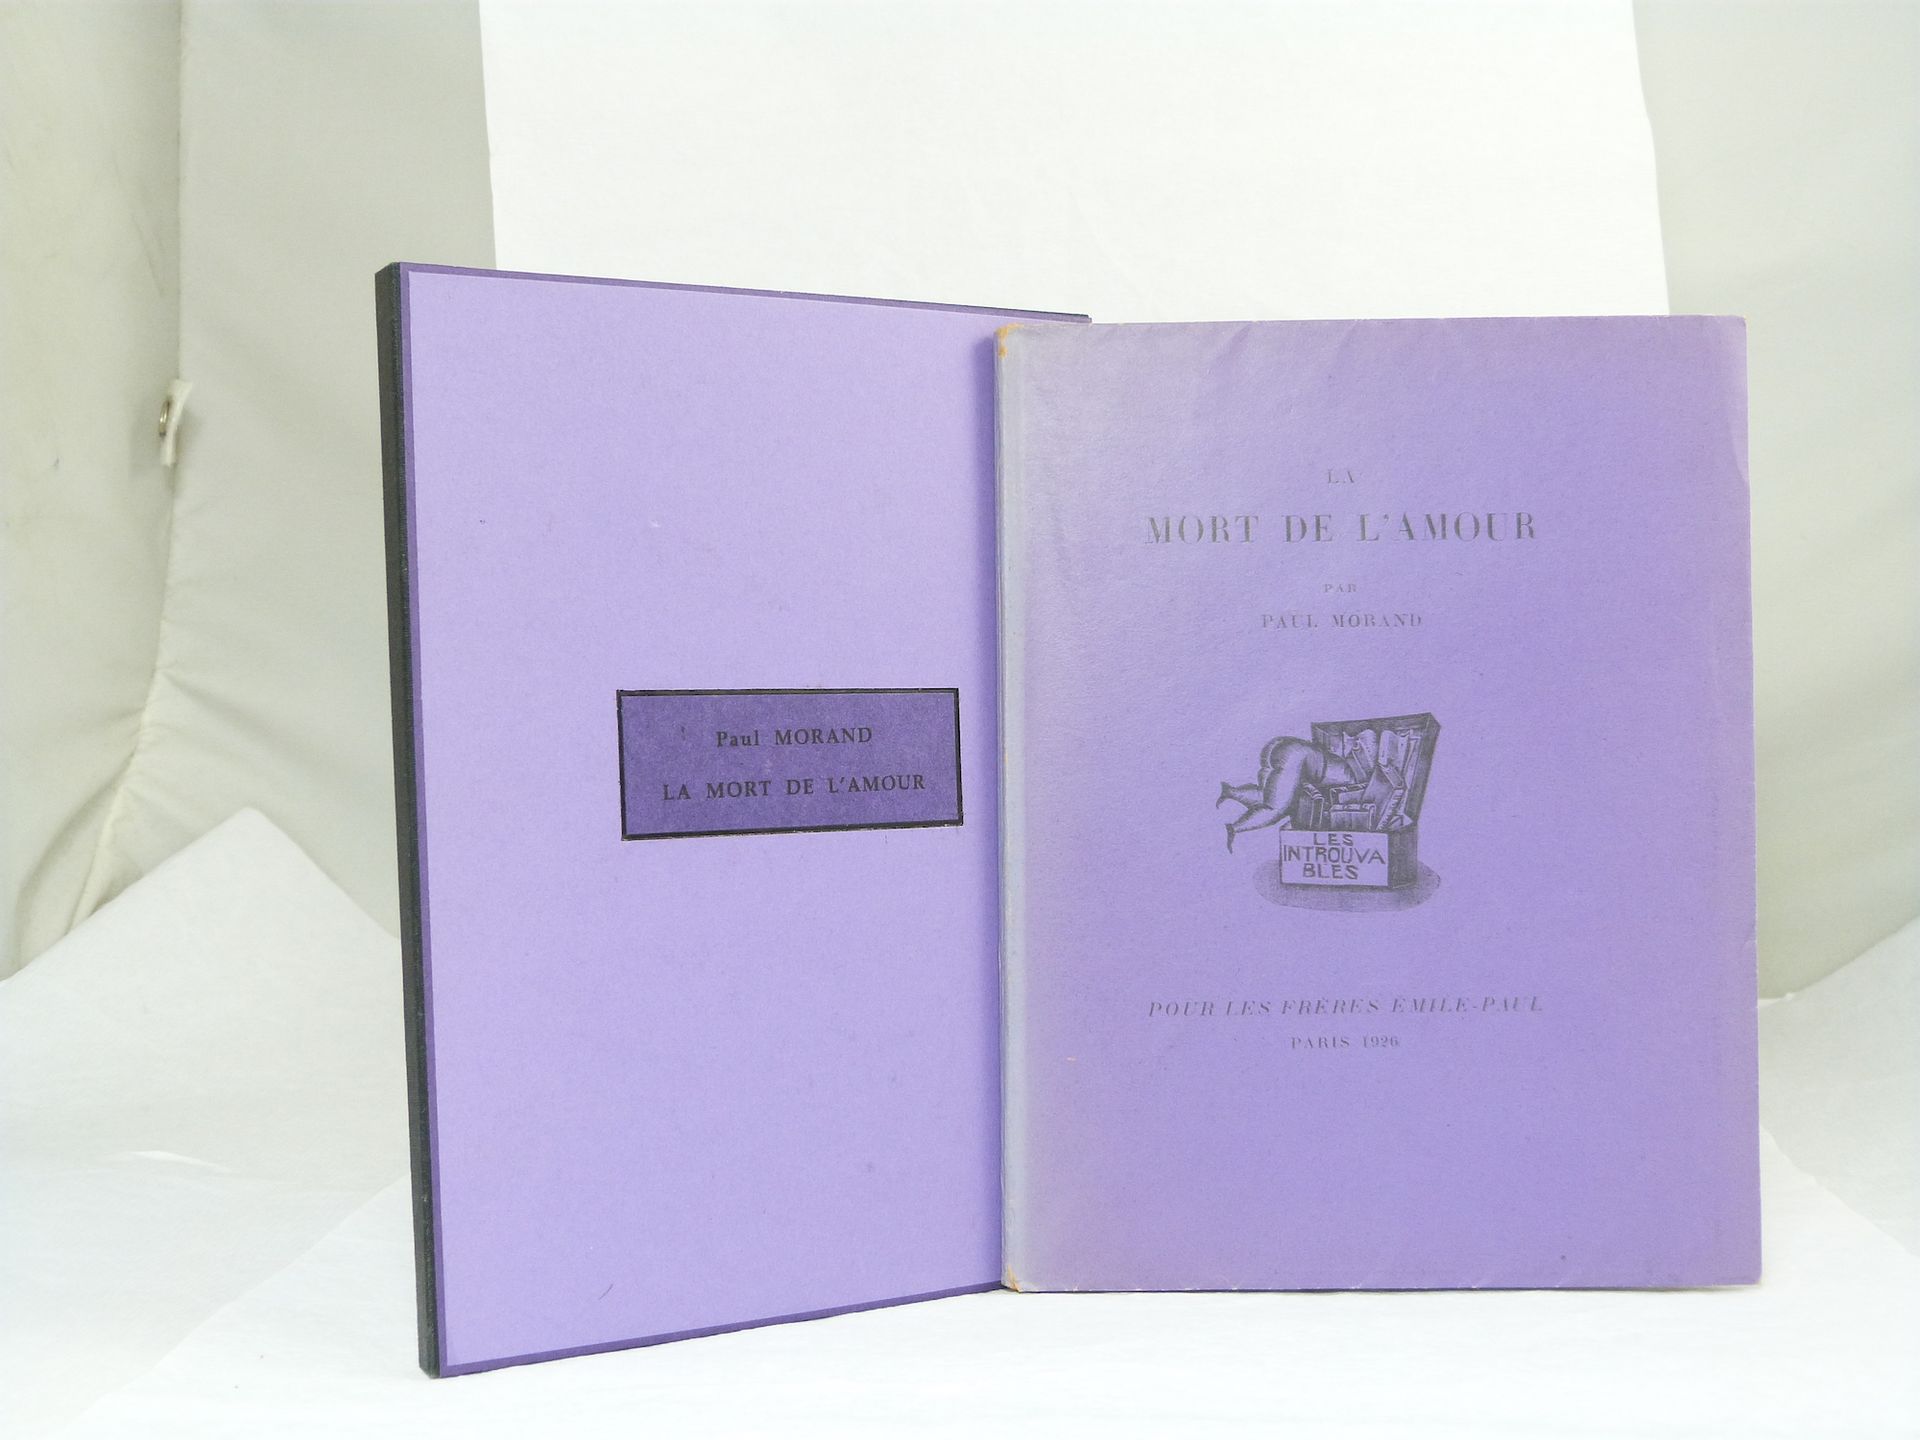 Paul MORAND
LA MORT DE L'AMOUR
LA
MORT DE L'AMOUR
PAR
PAUL MORAND
LES
INTROUVA
BLES
POUR LES FRÈRES EMILE-PAUL
PARIS 1926